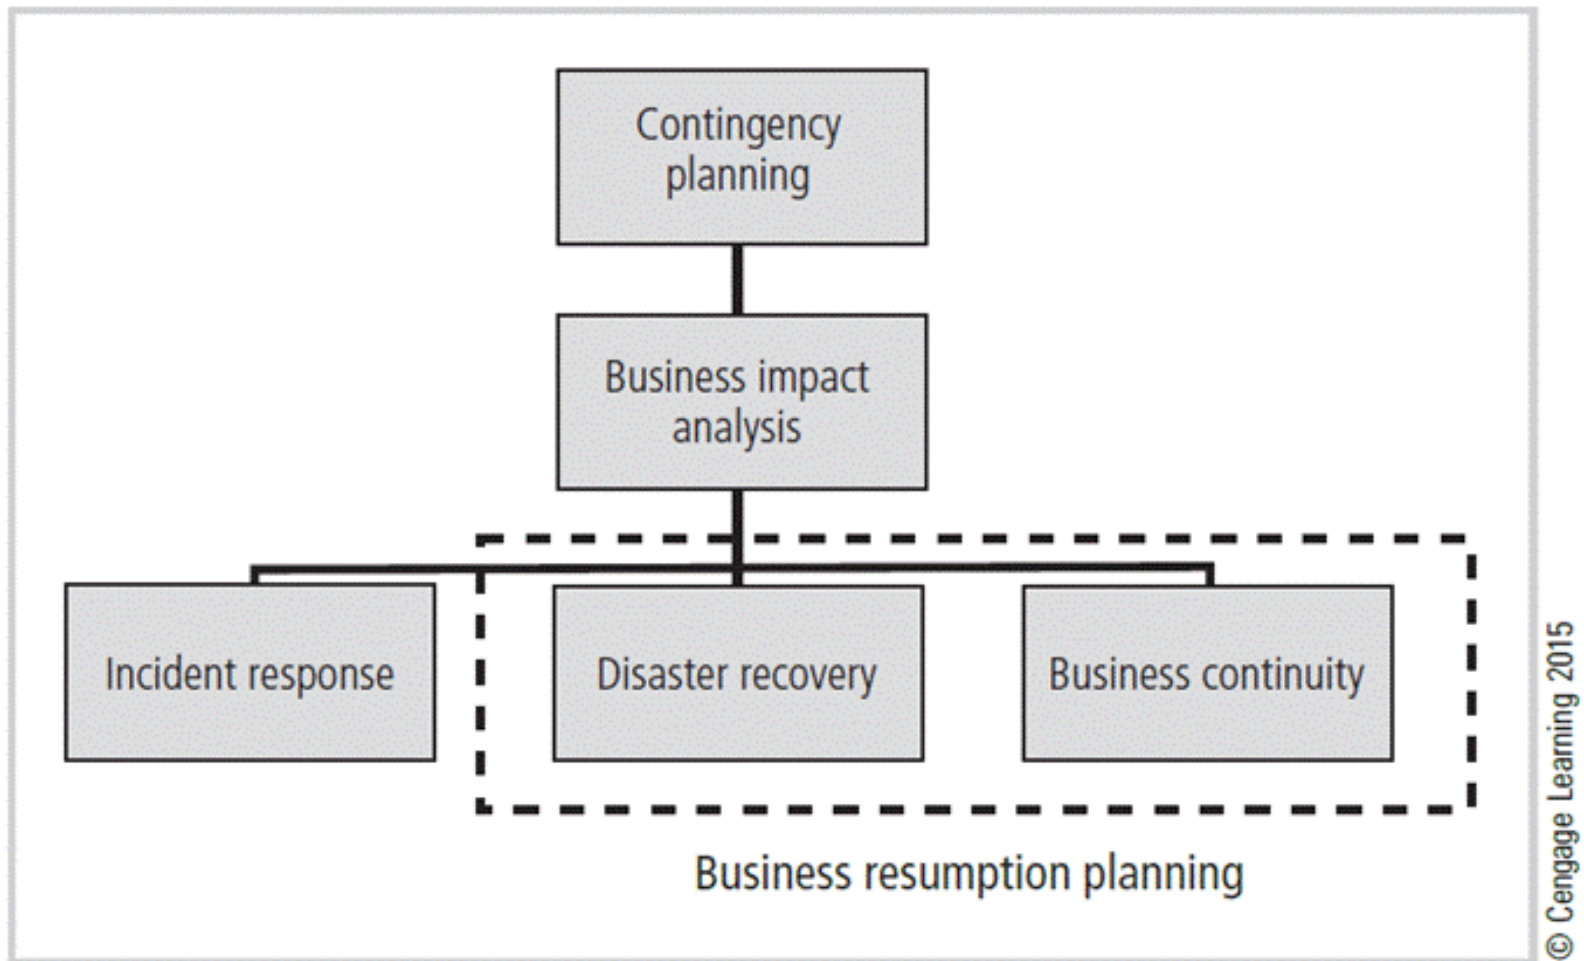 Contingency
planning
Business impact
analysis
Incident response
Disaster recovery
Business continuity
Business resumption planning
© Cengage Learning 2015